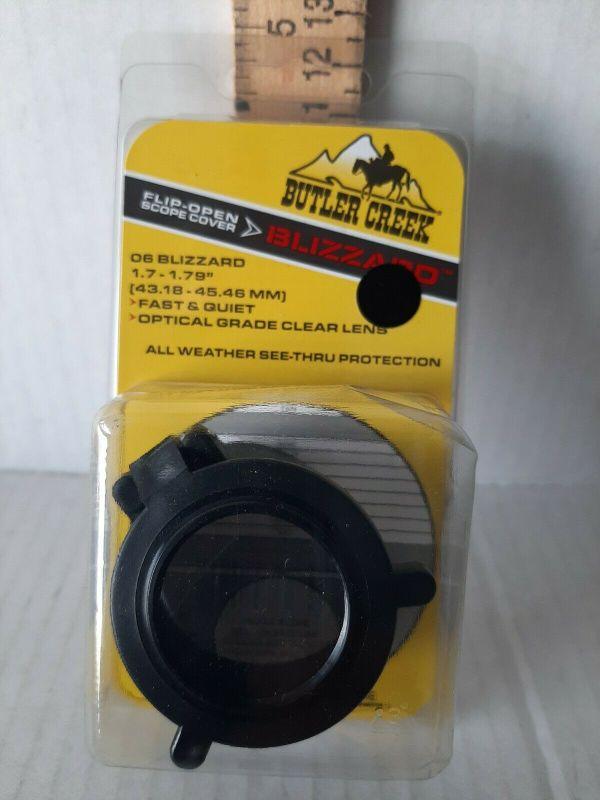 5
13
12
1
BUTLER CREEK
FLIP-OPEN
SCOPE COVER
BLIZZARD™
06 BLIZZARD
1.7 - 1.79"
(43.18 - 45.46 MM)
FAST & QUIET
OPTICAL GRADE CLEAR LENS
ALL WEATHER SEE-THRU PROTECTION